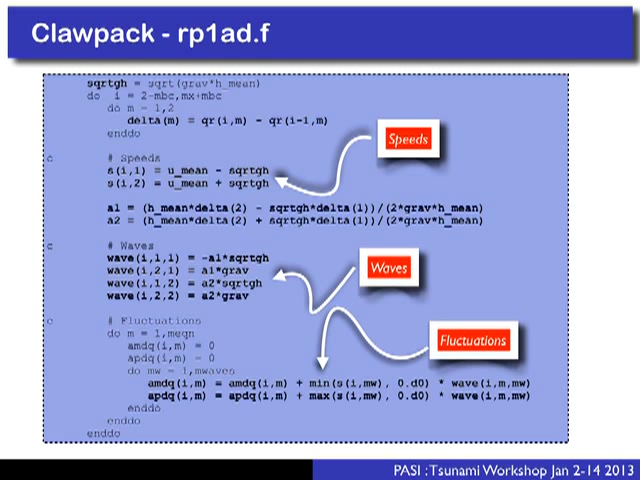 Clawpack - rp1ad.f
sqrtgh = sqrt(grav*h_mean)
do i = 2-mbc,mx+mbc
do m = 1,2
delta(m) = qr(i,m) - qr(i-1,m)
enddo
c # Speeds
s(i,1) = u_mean - sqrtgh
s(i,2) = u_mean + sqrtgh
a1 = (h_mean*delta(2) - sqrtgh*delta(1))/(2*grav*h_mean)
a2 = (h_mean*delta(2) + sqrtgh*delta(1))/(2*grav*h_mean)
c # Waves
wave(i,1,1) = -a1*sqrtgh
wave(i,2,1) = a1*grav
wave(i,1,2) = a2*sqrtgh
wave(i,2,2) = a2*grav
c # Fluctuations
do m = 1,meqn
amdq(i,m) = 0
apdq(i,m) = 0
do mw = 1,mwaves
amdq(i,m) = amdq(i,m) + min(s(i,mw), 0.d0) * wave(i,m,mw)
apdq(i,m) = apdq(i,m) + max(s(i,mw), 0.d0) * wave(i,m,mw)
enddo
enddo
enddo
Speeds
Waves
Fluctuations
PASI : Tsunami Workshop Jan 2-14 2013